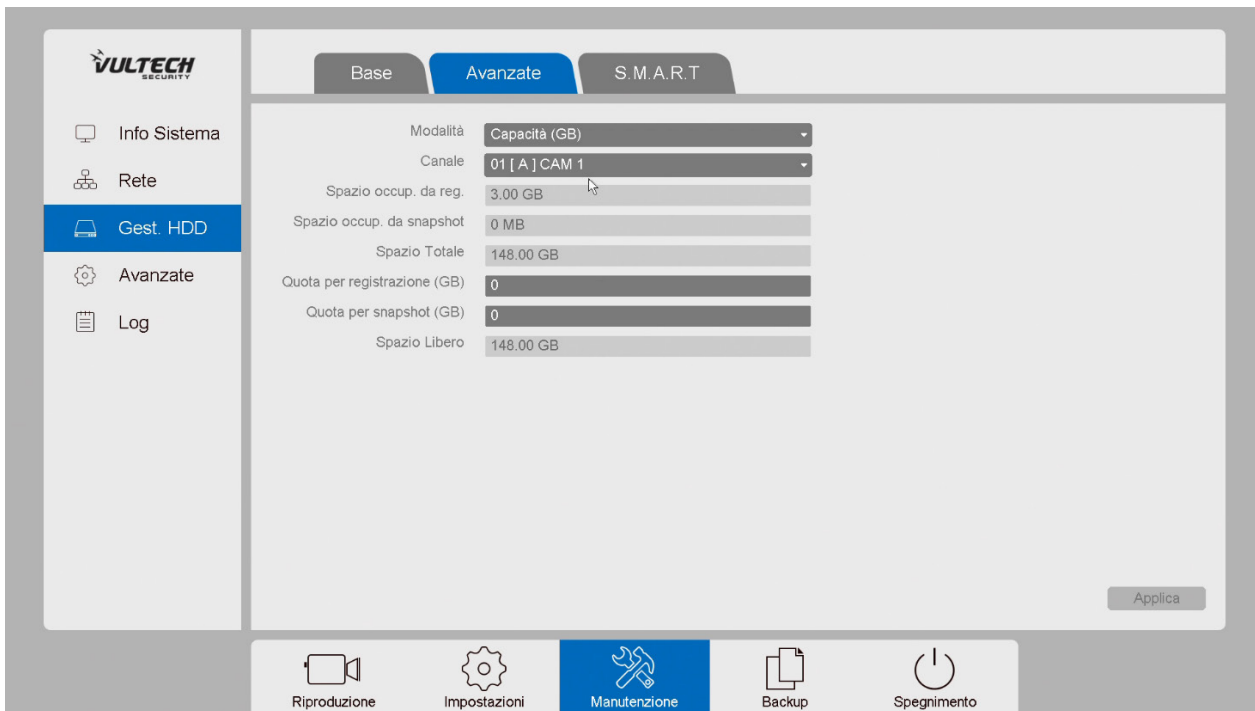 VULTECH
SECURITY
Base
Avanzate
S.M.A.R.T
Info Sistema
Rete
Gest. HDD
Avanzate
Log
Modalità
Capacità (GB)
Canale
01 [ A ] CAM 1
Spazio occup. da reg.
3.00 GB
Spazio occup. da snapshot
0 MB
Spazio Totale
148.00 GB
Quota per registrazione (GB)
0
Quota per snapshot (GB)
0
Spazio Libero
148.00 GB
Applica
Riproduzione
Impostazioni
Manutenzione
Backup
Spegnimento